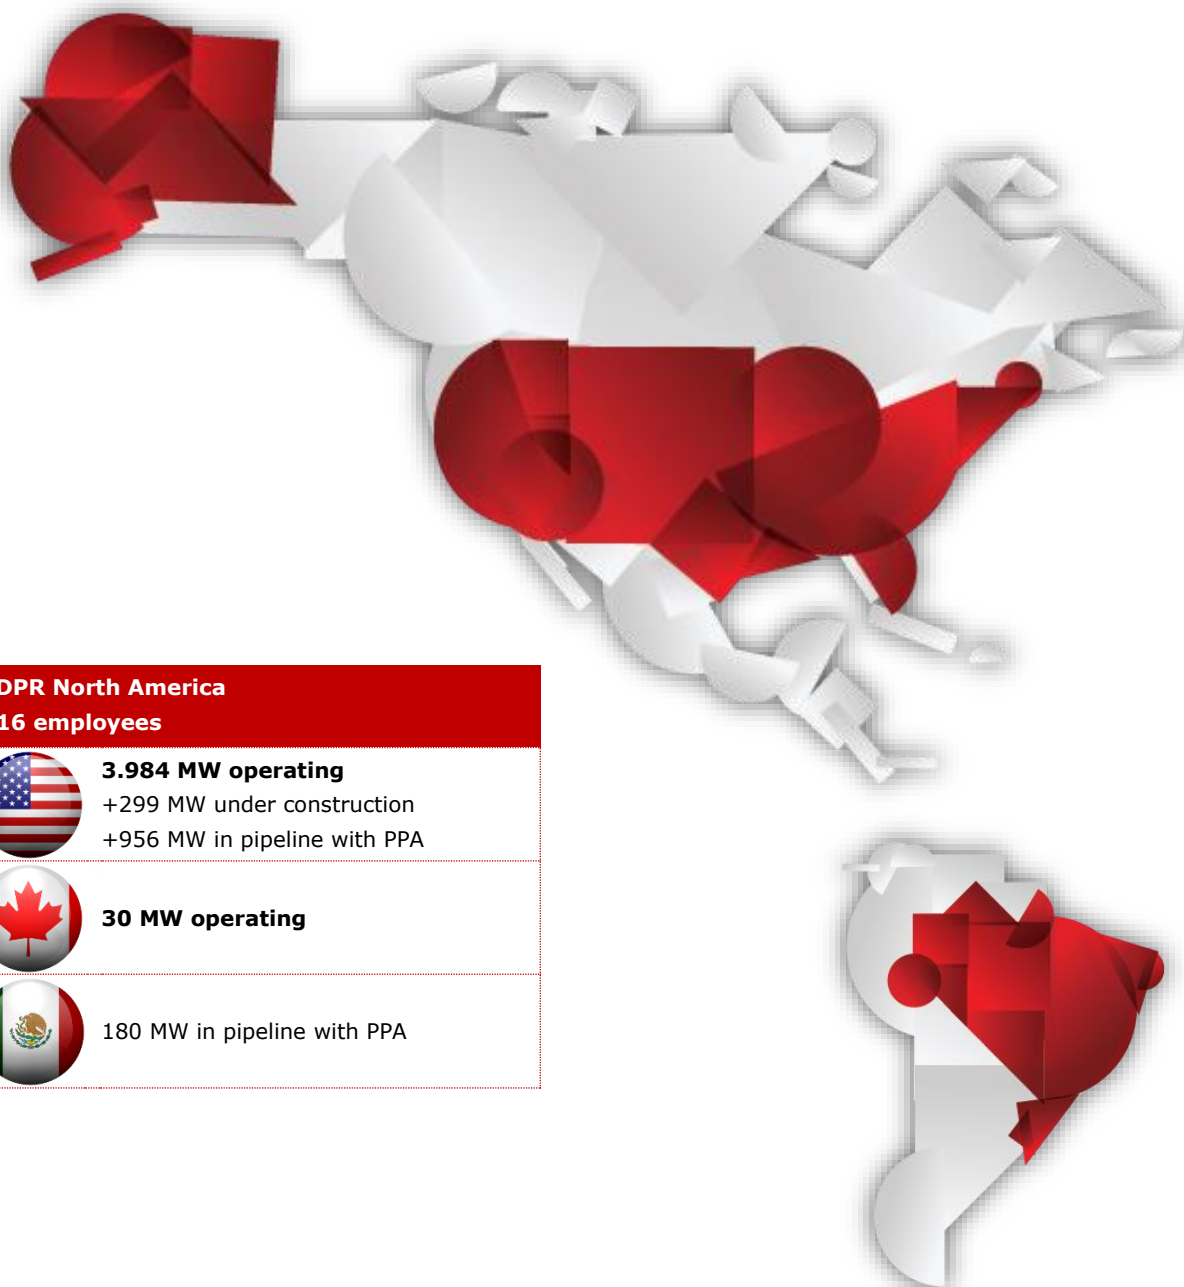 DPR North America
16 employees
3.984 MW operating
+299 MW under construction
+956 MW in pipeline with PPA
30 MW operating
180 MW in pipeline with PPA